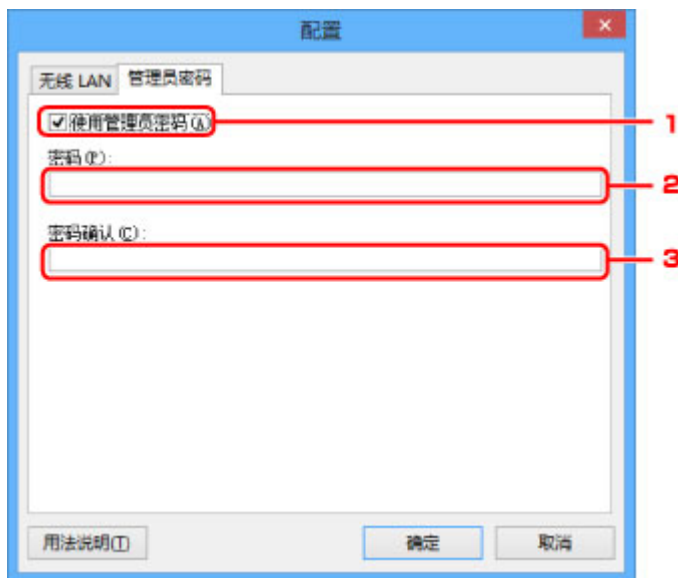 配置
无线 LAN 管理员密码
使用管理员密码(A) 1
密码(P):
2
密码确认(C):
3
用法说明(T) 确定 取消